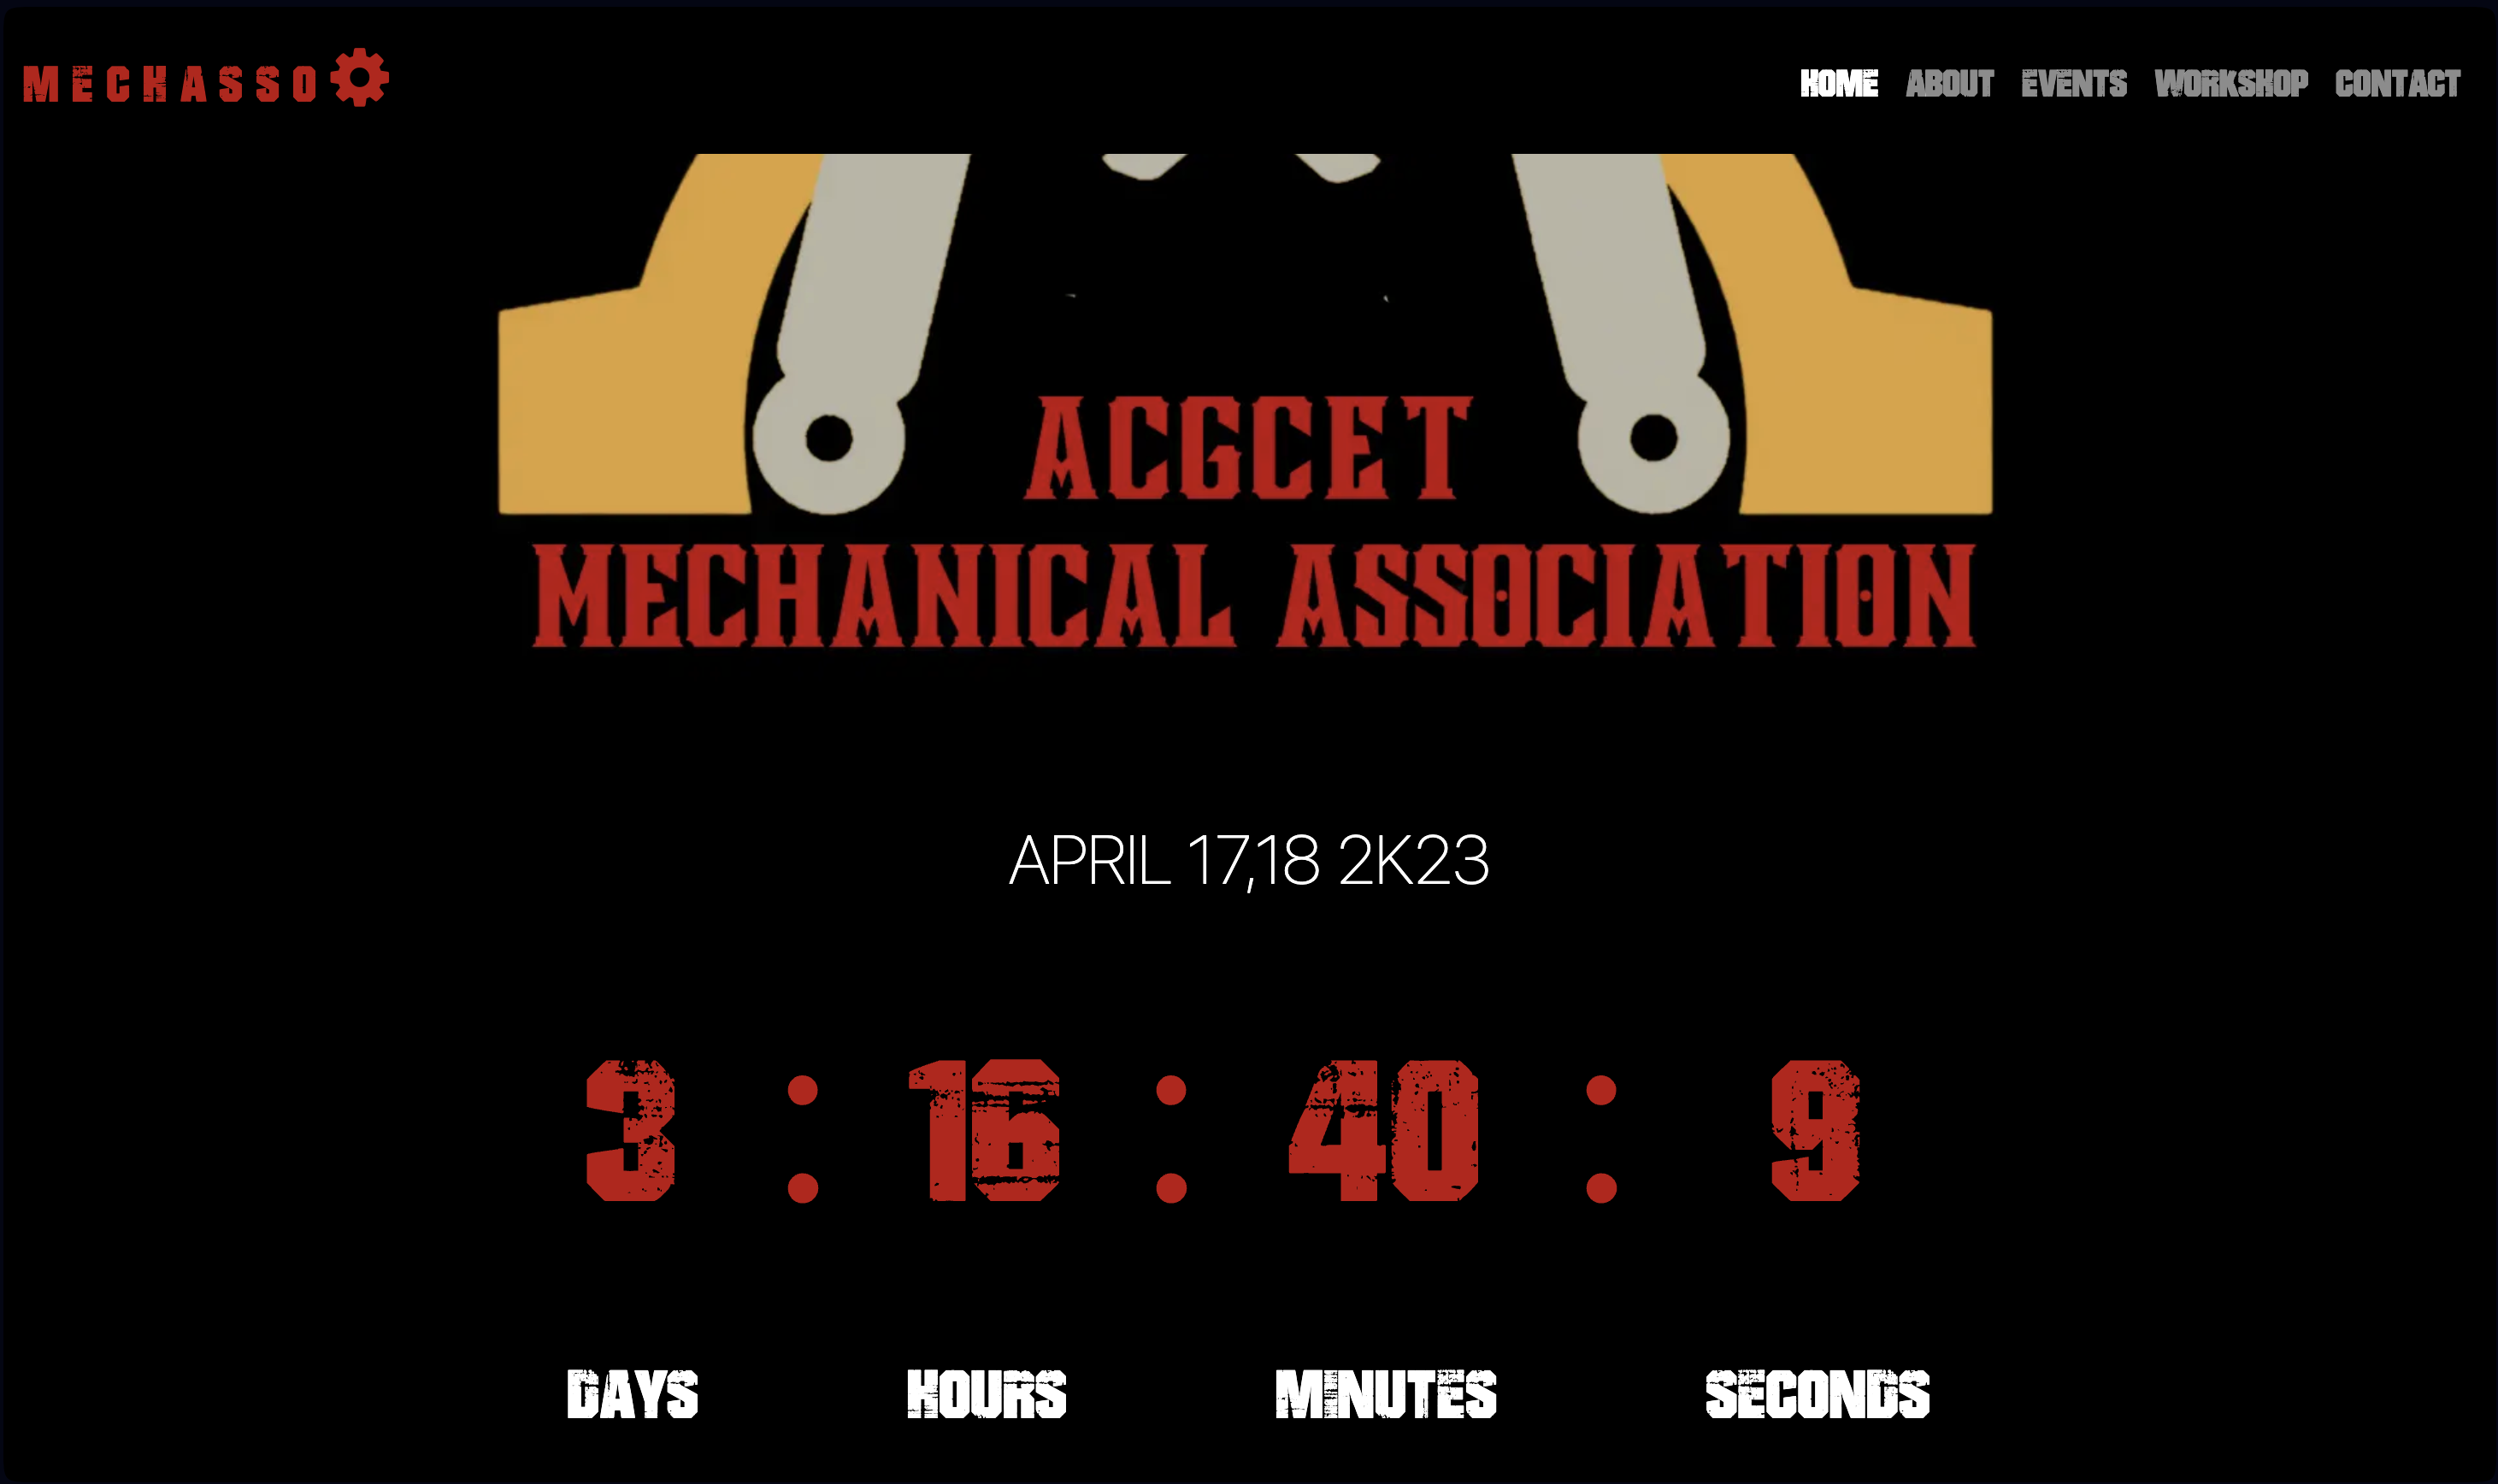 MECHASSO
HOME ABOUT EVENTS WORKSHOP CONTACT
ACGCET
MECHANICAL ASSOCIATION
APRIL 17,18 2K23
3 : 16 : 40 : 9
DAYS HOURS MINUTES SECONDS